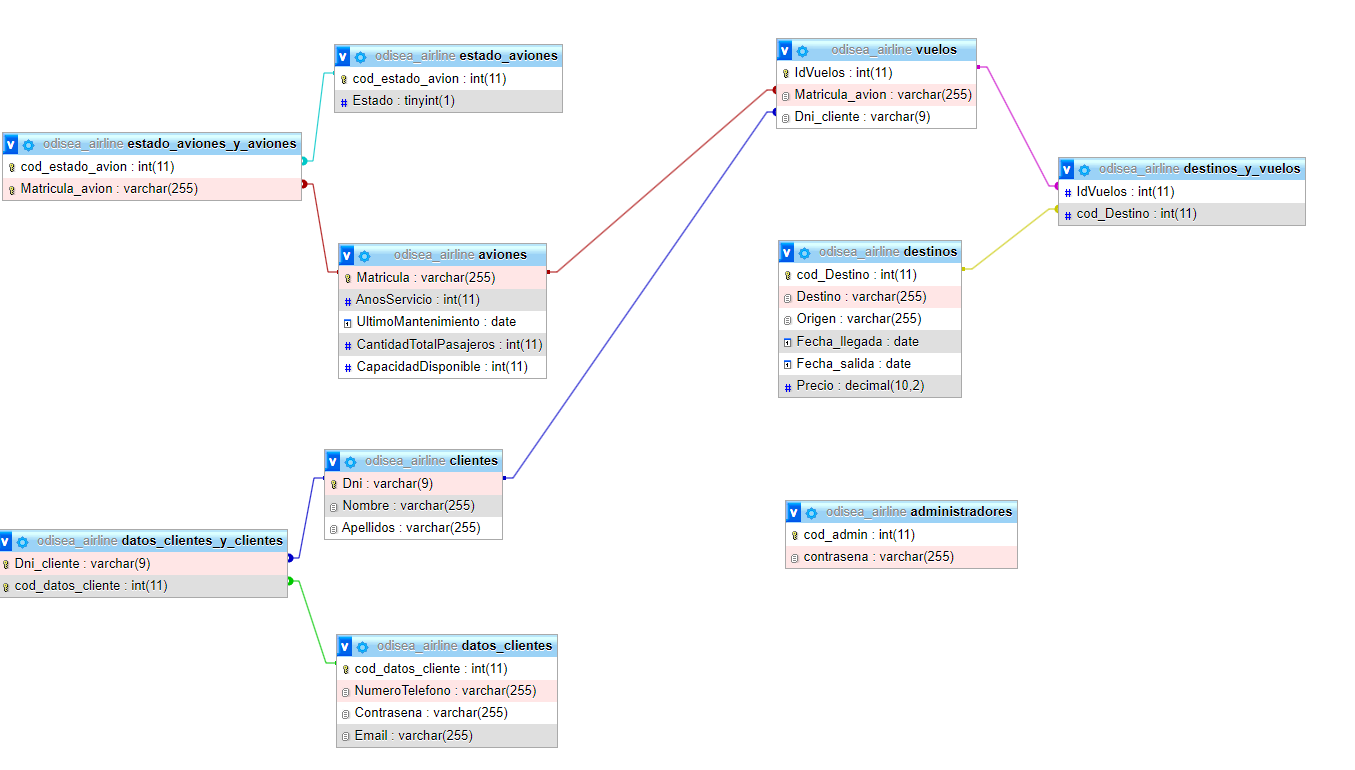 odisea_airline estado_aviones
cod_estado_avion : int(11)
Estado : tinyint(1)
odisea_airline estado_aviones_y_aviones
cod_estado_avion : int(11)
Matricula_avion : varchar(255)
odisea_airline aviones
Matricula : varchar(255)
AnosServicio : int(11)
UltimoMantenimiento : date
CantidadTotalPasajeros : int(11)
CapacidadDisponible : int(11)
odisea_airline clientes
Dni : varchar(9)
Nombre : varchar(255)
Apellidos : varchar(255)
odisea_airline datos_clientes_y_clientes
Dni_cliente : varchar(9)
cod_datos_cliente : int(11)
odisea_airline datos_clientes
cod_datos_cliente : int(11)
NumeroTelefono : varchar(255)
Contrasena : varchar(255)
Email : varchar(255)
odisea_airline vuelos
IdVuelos : int(11)
Matricula_avion : varchar(255)
Dni_cliente : varchar(9)
odisea_airline destinos_y_vuelos
IdVuelos : int(11)
cod_Destino : int(11)
odisea_airline destinos
cod_Destino : int(11)
Destino : varchar(255)
Origen : varchar(255)
Fecha_llegada : date
Fecha_salida : date
Precio : decimal(10,2)
odisea_airline administradores
cod_admin : int(11)
contrasena : varchar(255)